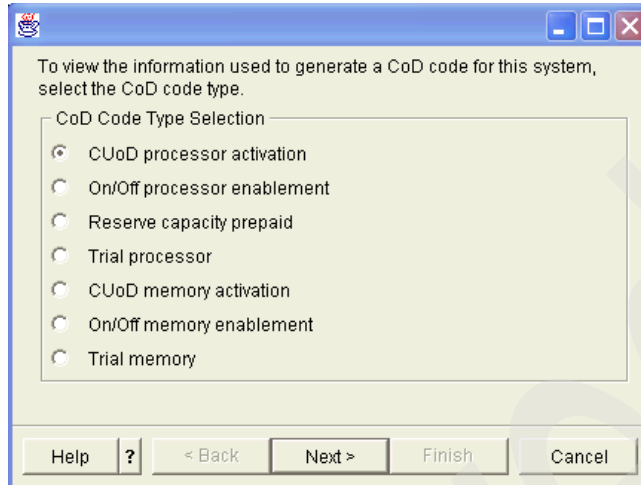 To view the information used to generate a CoD code for this system,
select the CoD code type.
CoD Code Type Selection
CUoD processor activation
On/Off processor enablement
Reserve capacity prepaid
Trial processor
CUoD memory activation
On/Off memory enablement
Trial memory
Help ? < Back Next > Finish Cancel